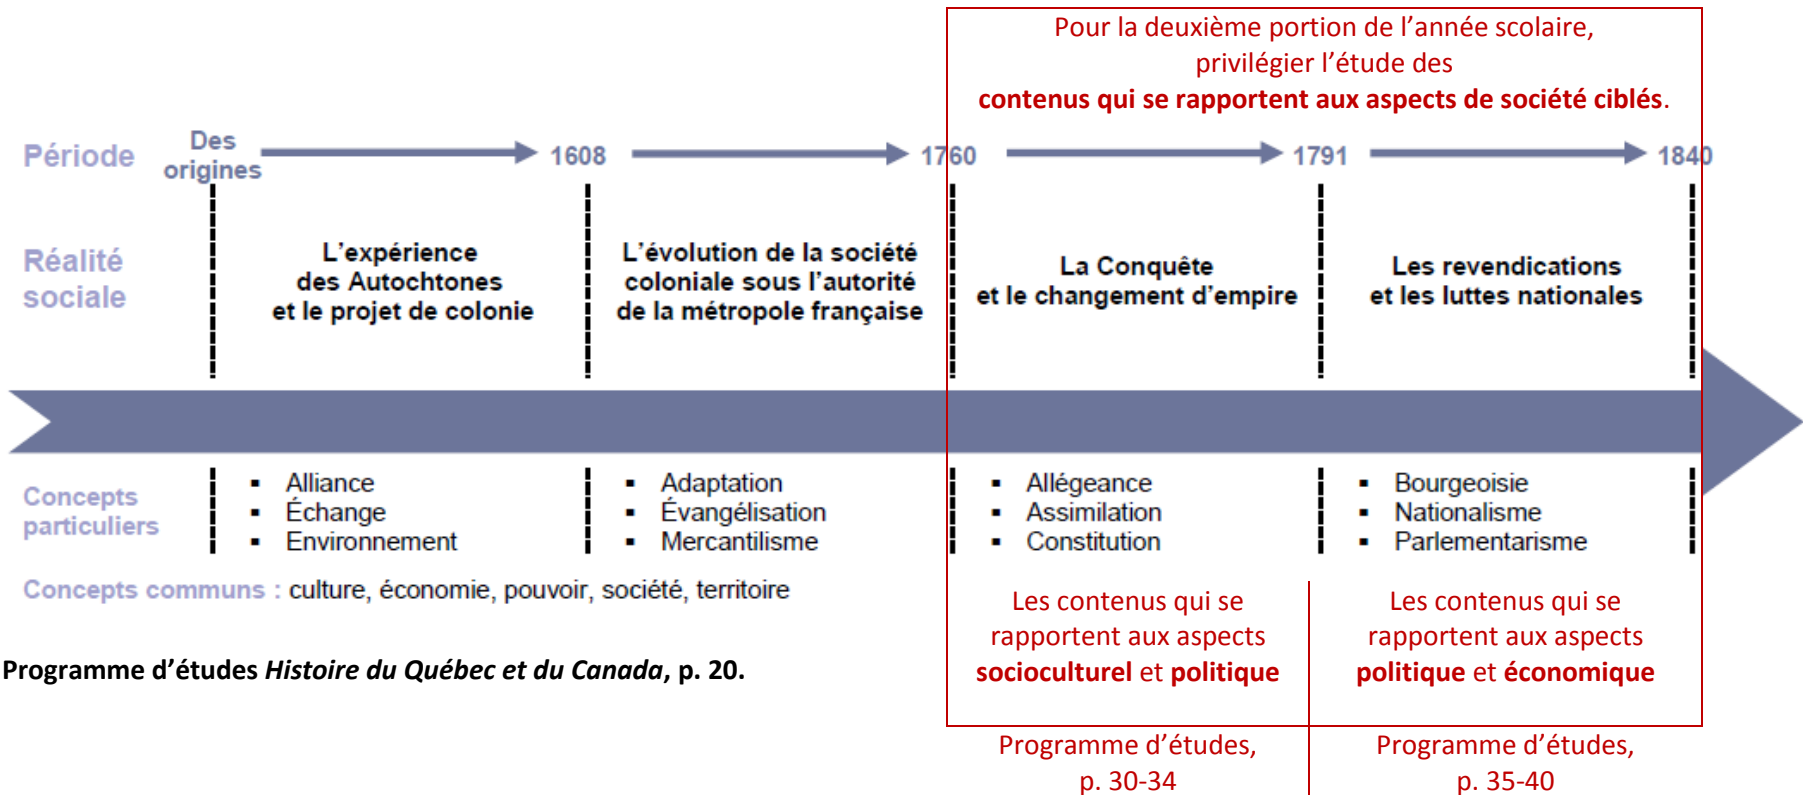 Pour la deuxième portion de l'année scolaire,
privilégier l'étude des
contenus qui se rapportent aux aspects de société ciblés.
Période
Des
origines
1608
1760
1791
1840
Réalité
sociale
L'expérience
des Autochtones
et le projet de colonie
L'évolution de la société
coloniale sous l'autorité
de la métropole française
La Conquête
et le changement d'empire
Les revendications
et les luttes nationales
Concepts
particuliers
▪ Alliance
▪ Échange
▪ Environnement
▪ Adaptation
▪ Évangélisation
▪ Mercantilisme
▪ Allégeance
▪ Assimilation
▪ Constitution
▪ Bourgeoisie
▪ Nationalisme
▪ Parlementarisme
Concepts communs : culture, économie, pouvoir, société, territoire
Les contenus qui se
rapportent aux aspects
socioculturel et politique
Les contenus qui se
rapportent aux aspects
politique et économique
Programme d'études Histoire du Québec et du Canada, p. 20.
Programme d'études,
p. 30-34
Programme d'études,
p. 35-40